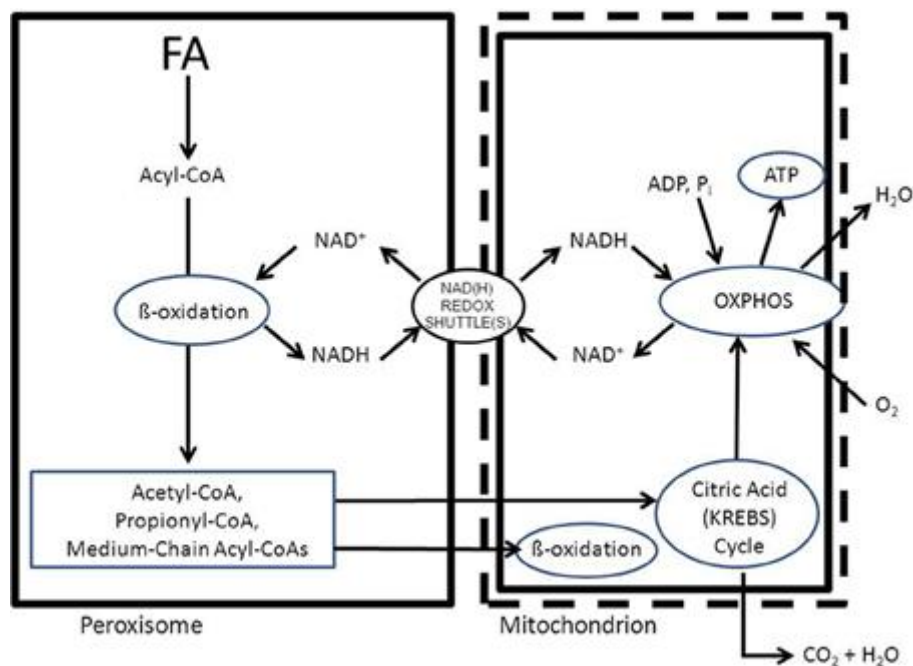 FA
Acyl-CoA
NAD⁺
ß-oxidation
NADH
NAD(H)
REDOX
SHUTTLE(S)
Acetyl-CoA,
Propionyl-CoA,
Medium-Chain Acyl-CoAs
Peroxisome
ADP, Pᵢ
ATP
H₂O
NADH
OXPHOS
NAD⁺
O₂
Citric Acid
(KREBS)
Cycle
ß-oxidation
Mitochondrion
CO₂ + H₂O